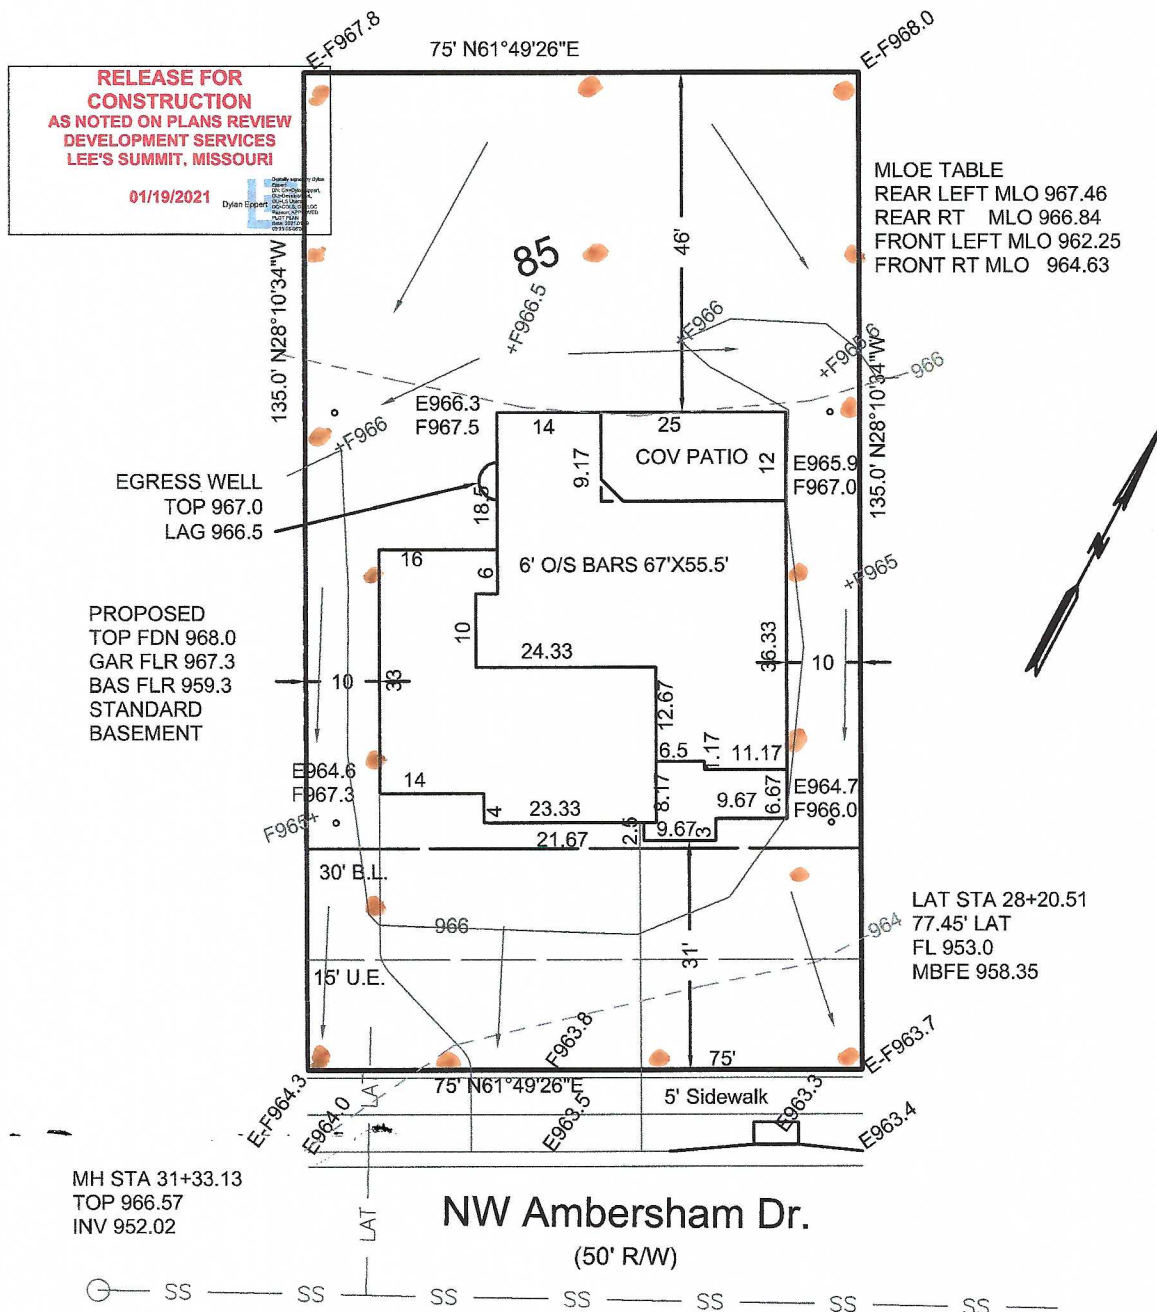 E-F967.8
75' N61°49'26"E
E-F968.0
RELEASE FOR
CONSTRUCTION
AS NOTED ON PLANS REVIEW
DEVELOPMENT SERVICES
LEE'S SUMMIT, MISSOURI
01/19/2021
Dylan Eppert
MLOE TABLE
REAR LEFT MLO 967.46
REAR RT MLO 966.84
FRONT LEFT MLO 962.25
FRONT RT MLO 964.63
135.0' N28°10'34"W
85
46'
+F966.5
+F966
+F965.6
966
135.0' N28°10'34"W
E966.3
F967.5
+F966
14
25
COV PATIO
9.17
12
E965.9
F967.0
EGRESS WELL
TOP 967.0
LAG 966.5
18.5
16
6
6' O/S BARS 67'X55.5'
+F965
PROPOSED
TOP FDN 968.0
GAR FLR 967.3
BAS FLR 959.3
STANDARD
BASEMENT
10
24.33
36.33
10
10
33
12.67
6.5
1.17
11.17
E964.6
F967.3
F965+
14
4
23.33
8.17
9.67
6.67
E964.7
F966.0
21.67
2.5
9.67
3
30' B.L.
966
31'
964
LAT STA 28+20.51
77.45' LAT
FL 953.0
MBFE 958.35
15' U.E.
F963.8
75'
E-F963.7
75' N61°49'26"E
5' Sidewalk
E-F964.3
E964.0
LA
E963.5
E963.3
E963.4
MH STA 31+33.13
TOP 966.57
INV 952.02
LAT
NW Ambersham Dr.
(50' R/W)
SS SS SS SS SS SS SS
N